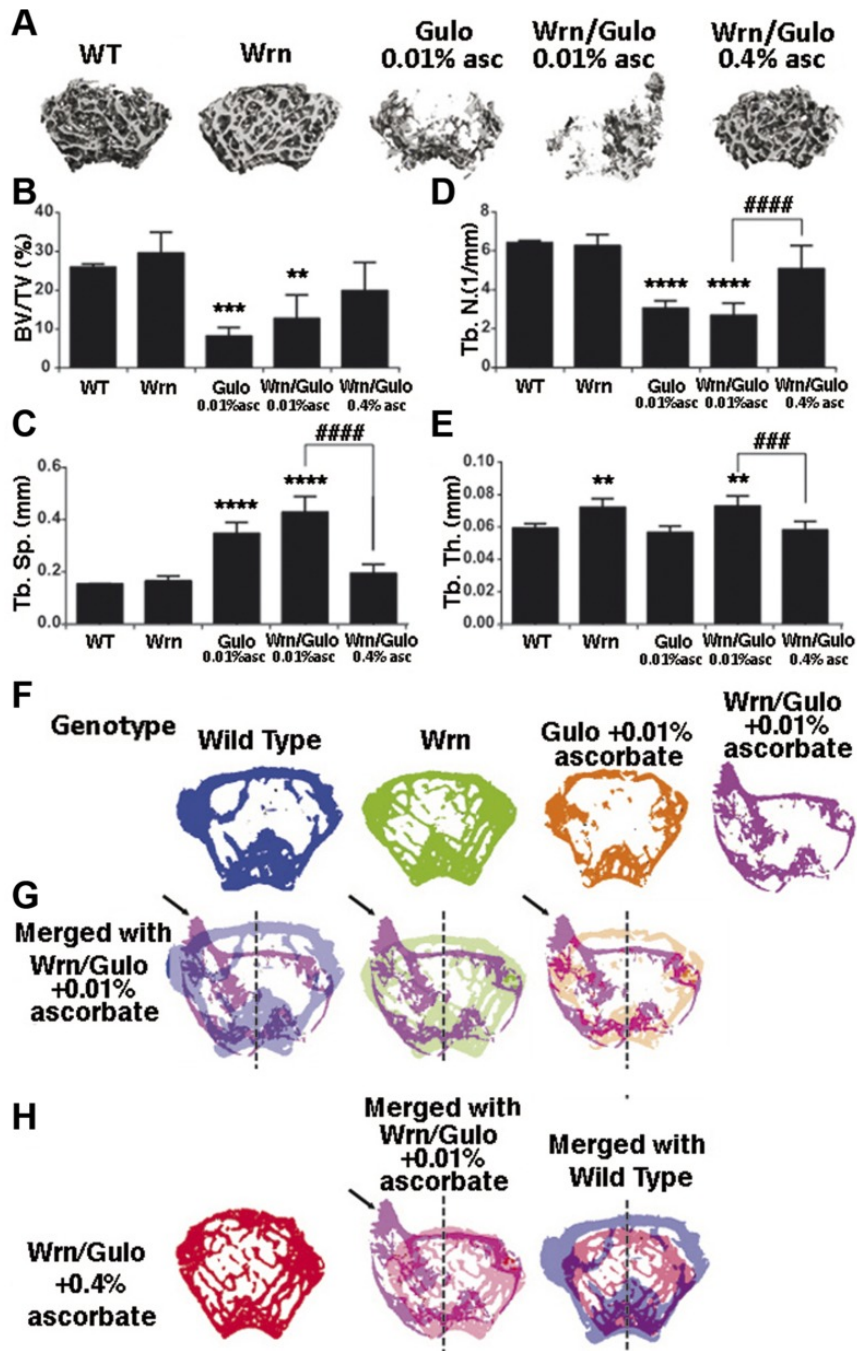 A
WT
Wrn
Gulo
0.01% asc
Wrn/Gulo
0.01% asc
Wrn/Gulo
0.4% asc
B
BV/TV (%)
40
30
20
10
0
WT
Wrn
Gulo
0.01%asc
Wrn/Gulo
0.01%asc
Wrn/Gulo
0.4% asc
***
**
D
Tb. N.(1/mm)
8
6
4
2
0
WT
Wrn
Gulo
0.01%asc
Wrn/Gulo
0.01%asc
Wrn/Gulo
0.4% asc
****
****
####
C
Tb. Sp. (mm)
0.6
0.4
0.2
0.0
WT
Wrn
Gulo
0.01%asc
Wrn/Gulo
0.01%asc
Wrn/Gulo
0.4% asc
****
****
####
E
Tb. Th. (mm)
0.10
0.08
0.06
0.04
0.02
0.00
WT
Wrn
Gulo
0.01%asc
Wrn/Gulo
0.01%asc
Wrn/Gulo
0.4% asc
**
**
###
F
Genotype
Wild Type
Wrn
Gulo +0.01%
ascorbate
Wrn/Gulo
+0.01%
ascorbate
G
Merged with
Wrn/Gulo
+0.01%
ascorbate
H
Wrn/Gulo
+0.4%
ascorbate
Merged with
Wrn/Gulo
+0.01%
ascorbate
Merged with
Wild Type